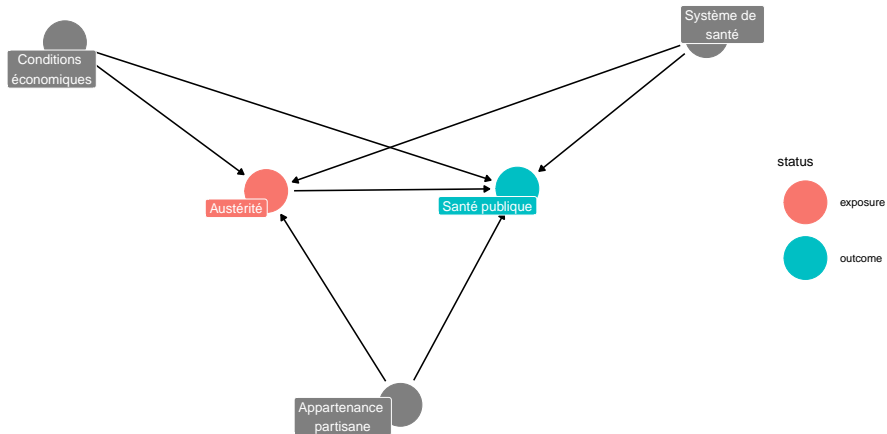 Système de
santé
Conditions
économiques
Austérité
Santé publique
status
exposure
outcome
Appartenance
partisane